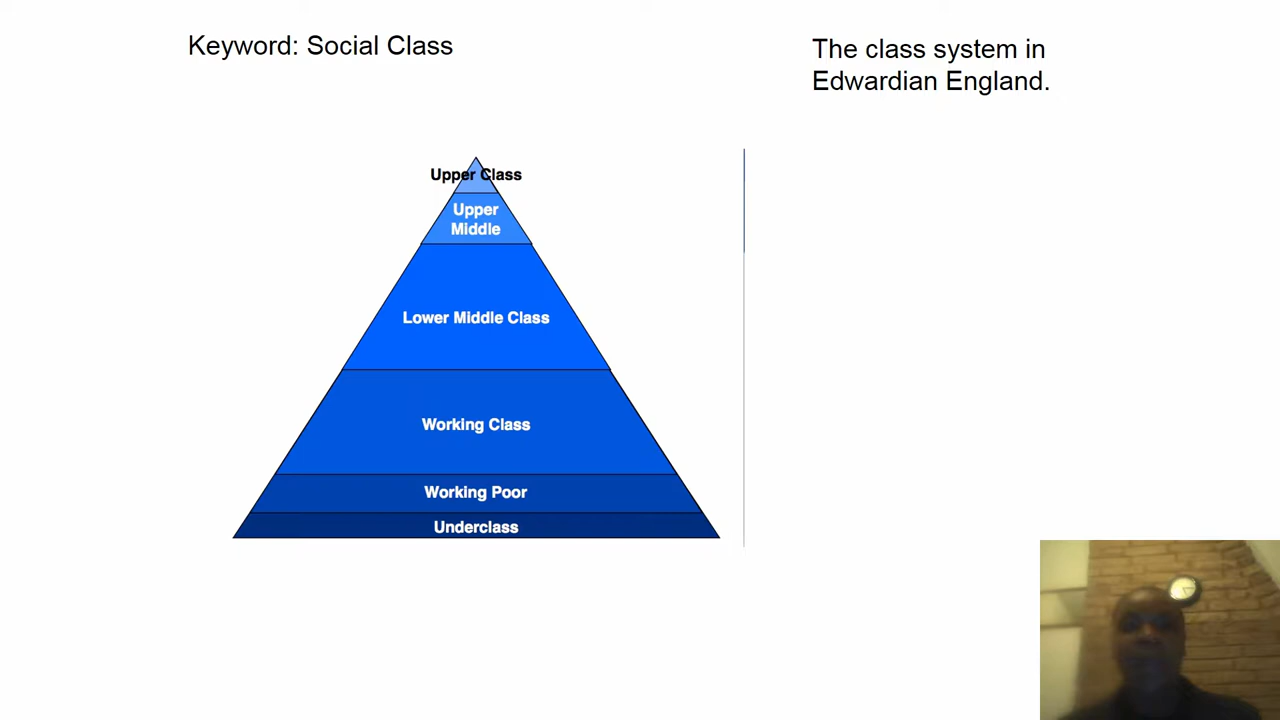 Keyword: Social Class
The class system in
Edwardian England.
Upper Class
Upper
Middle
Lower Middle Class
Working Class
Working Poor
Underclass